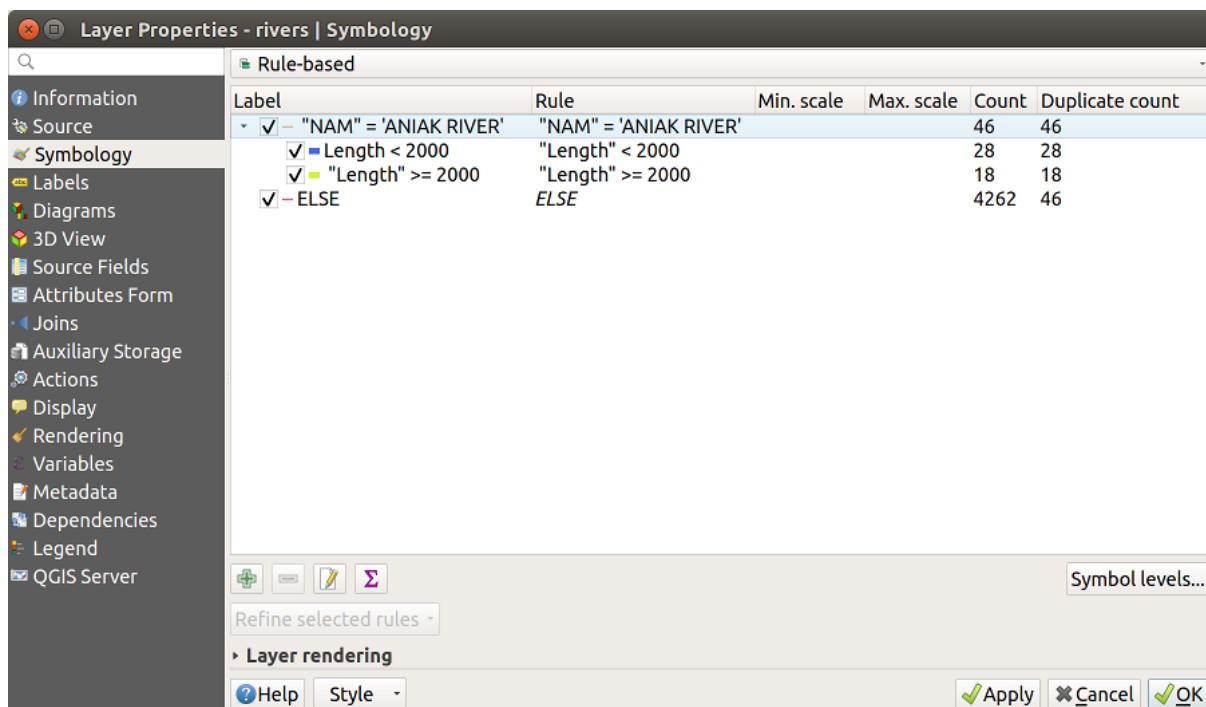 Layer Properties - rivers | Symbology
Rule-based
Information
Source
Symbology
Labels
Diagrams
3D View
Source Fields
Attributes Form
Joins
Auxiliary Storage
Actions
Display
Rendering
Variables
Metadata
Dependencies
Legend
QGIS Server
Label Rule Min. scale Max. scale Count Duplicate count
"NAM" = 'ANIAK RIVER' "NAM" = 'ANIAK RIVER' 46 46
Length < 2000 "Length" < 2000 28 28
"Length" >= 2000 "Length" >= 2000 18 18
ELSE ELSE 4262 46
Symbol levels...
Refine selected rules
Layer rendering
Help Style Apply Cancel OK